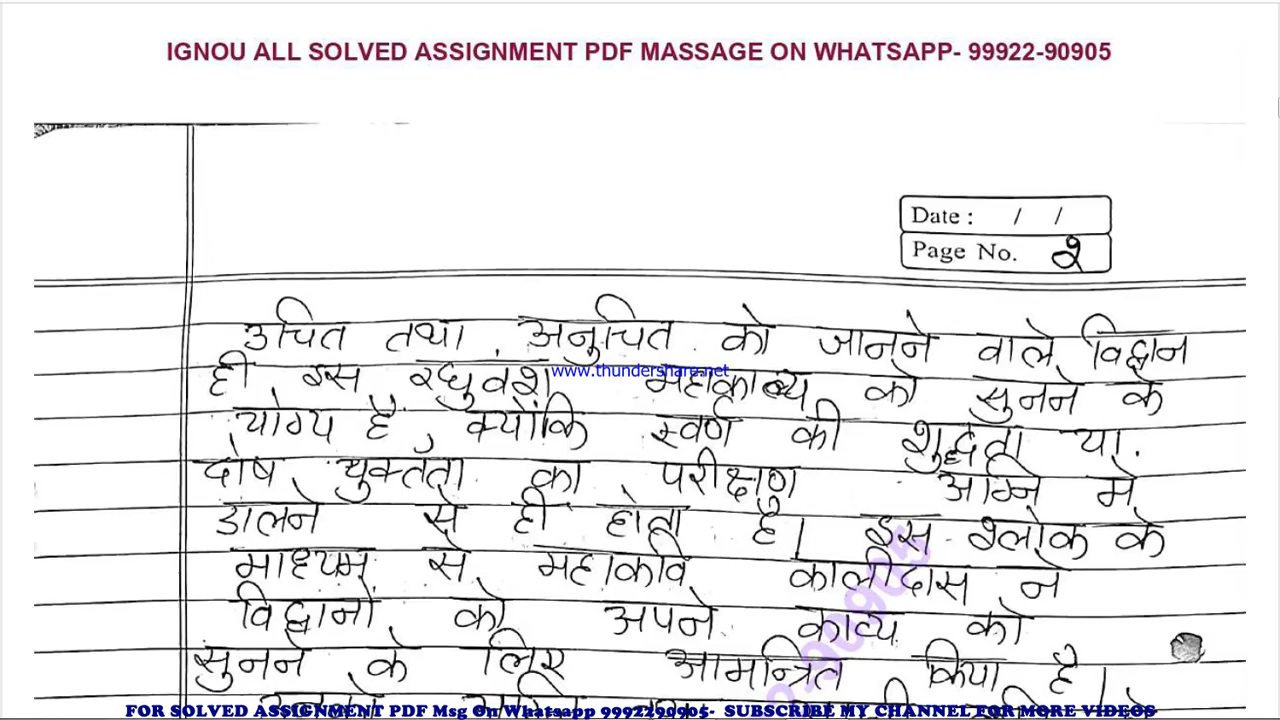 IGNOU ALL SOLVED ASSIGNMENT PDF MASSAGE ON WHATSAPP- 99922-90905
Date : / /
Page No. २
उचित तथा अनुचित को जानने वाले विद्वान
ही इस रघुवंश महाकाव्य को सुनने के
www.thundershare.net
योग्य है, क्योंकि स्वर्ण की शुद्धता या
दोष युक्तता का परीक्षण अग्नि मे
डालने से ही होता है। इस श्लोक के
माध्यम से महाकवि कालीदास ने
विद्वानों को अपने काव्य को
सुनने के लिए आमन्त्रित किया है।
90905
FOR SOLVED ASSIGNMENT PDF Msg On Whatsapp 9992290905- SUBSCRIBE MY CHANNEL FOR MORE VIDEOS